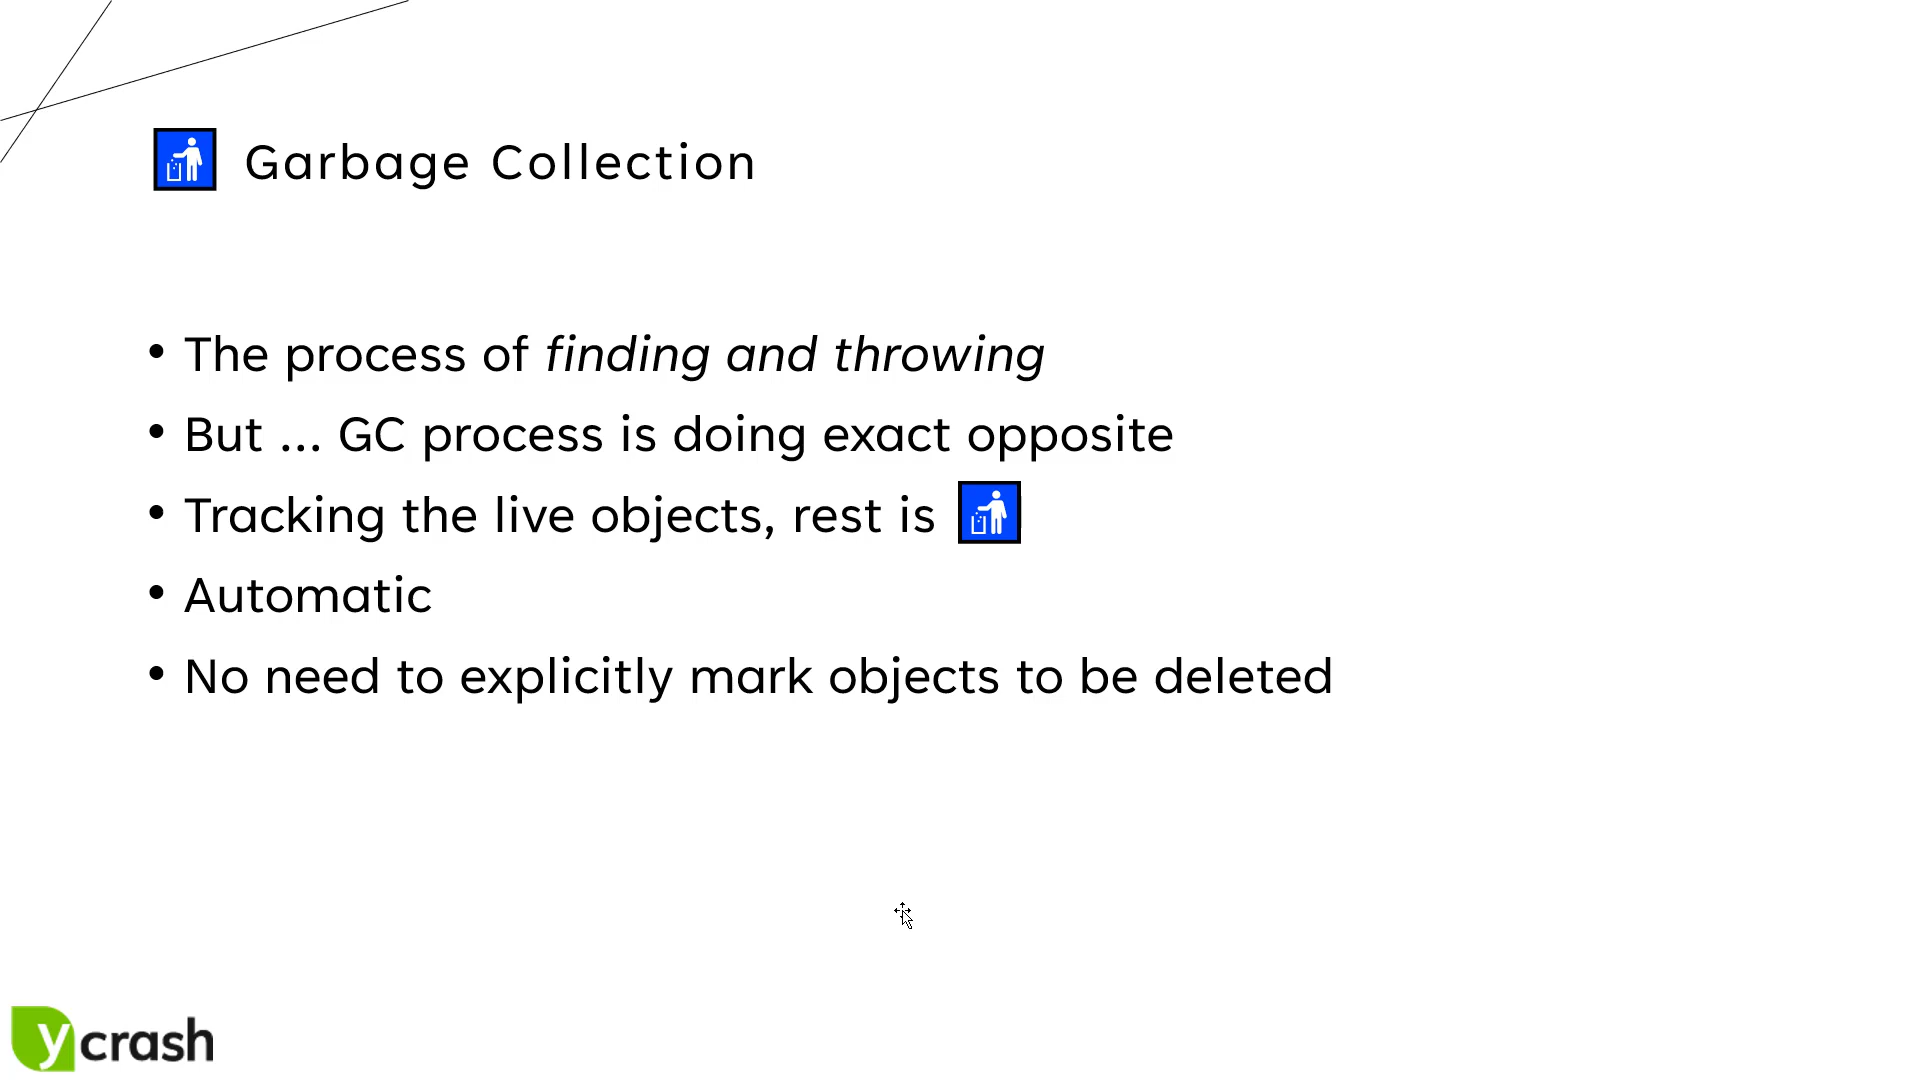 Garbage Collection
• The process of finding and throwing
• But ... GC process is doing exact opposite
• Tracking the live objects, rest is
• Automatic
• No need to explicitly mark objects to be deleted
ycrash